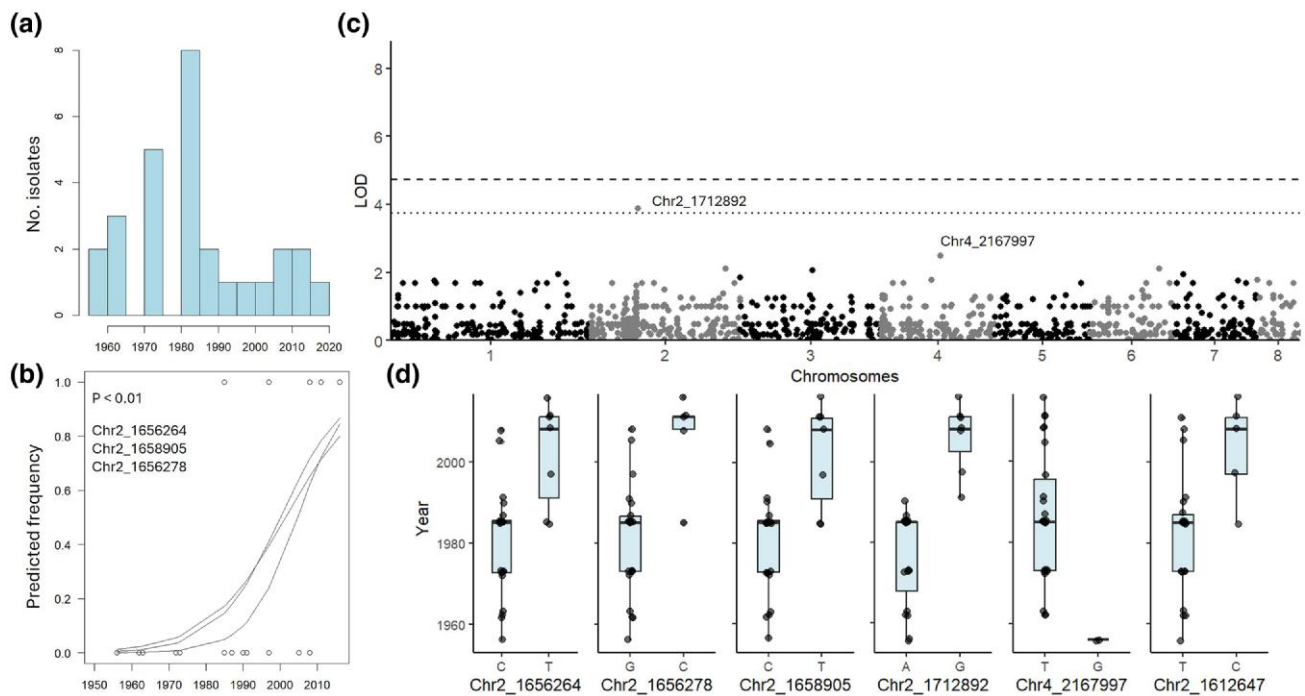 (a)
No. isolates
8
6
4
2
0
1960 1970 1980 1990 2000 2010 2020
(b)
Predicted frequency
1.0
0.8
0.6
0.4
0.2
0.0
P < 0.01
Chr2_1656264
Chr2_1658905
Chr2_1656278
1950 1960 1970 1980 1990 2000 2010
(c)
LOD
8
6
4
2
0
Chr2_1712892
Chr4_2167997
1 2 3 4 5 6 7 8
Chromosomes
(d)
Year
2000
1980
1960
C T G C C T A G T G T C
Chr2_1656264 Chr2_1656278 Chr2_1658905 Chr2_1712892 Chr4_2167997 Chr2_1612647